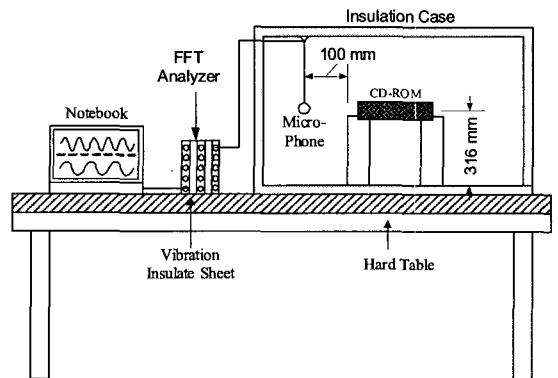 Insulation Case
100 mm
FFT
Analyzer
CD-ROM
Notebook
Micro-
Phone
316 mm
Vibration
Insulate Sheet
Hard Table